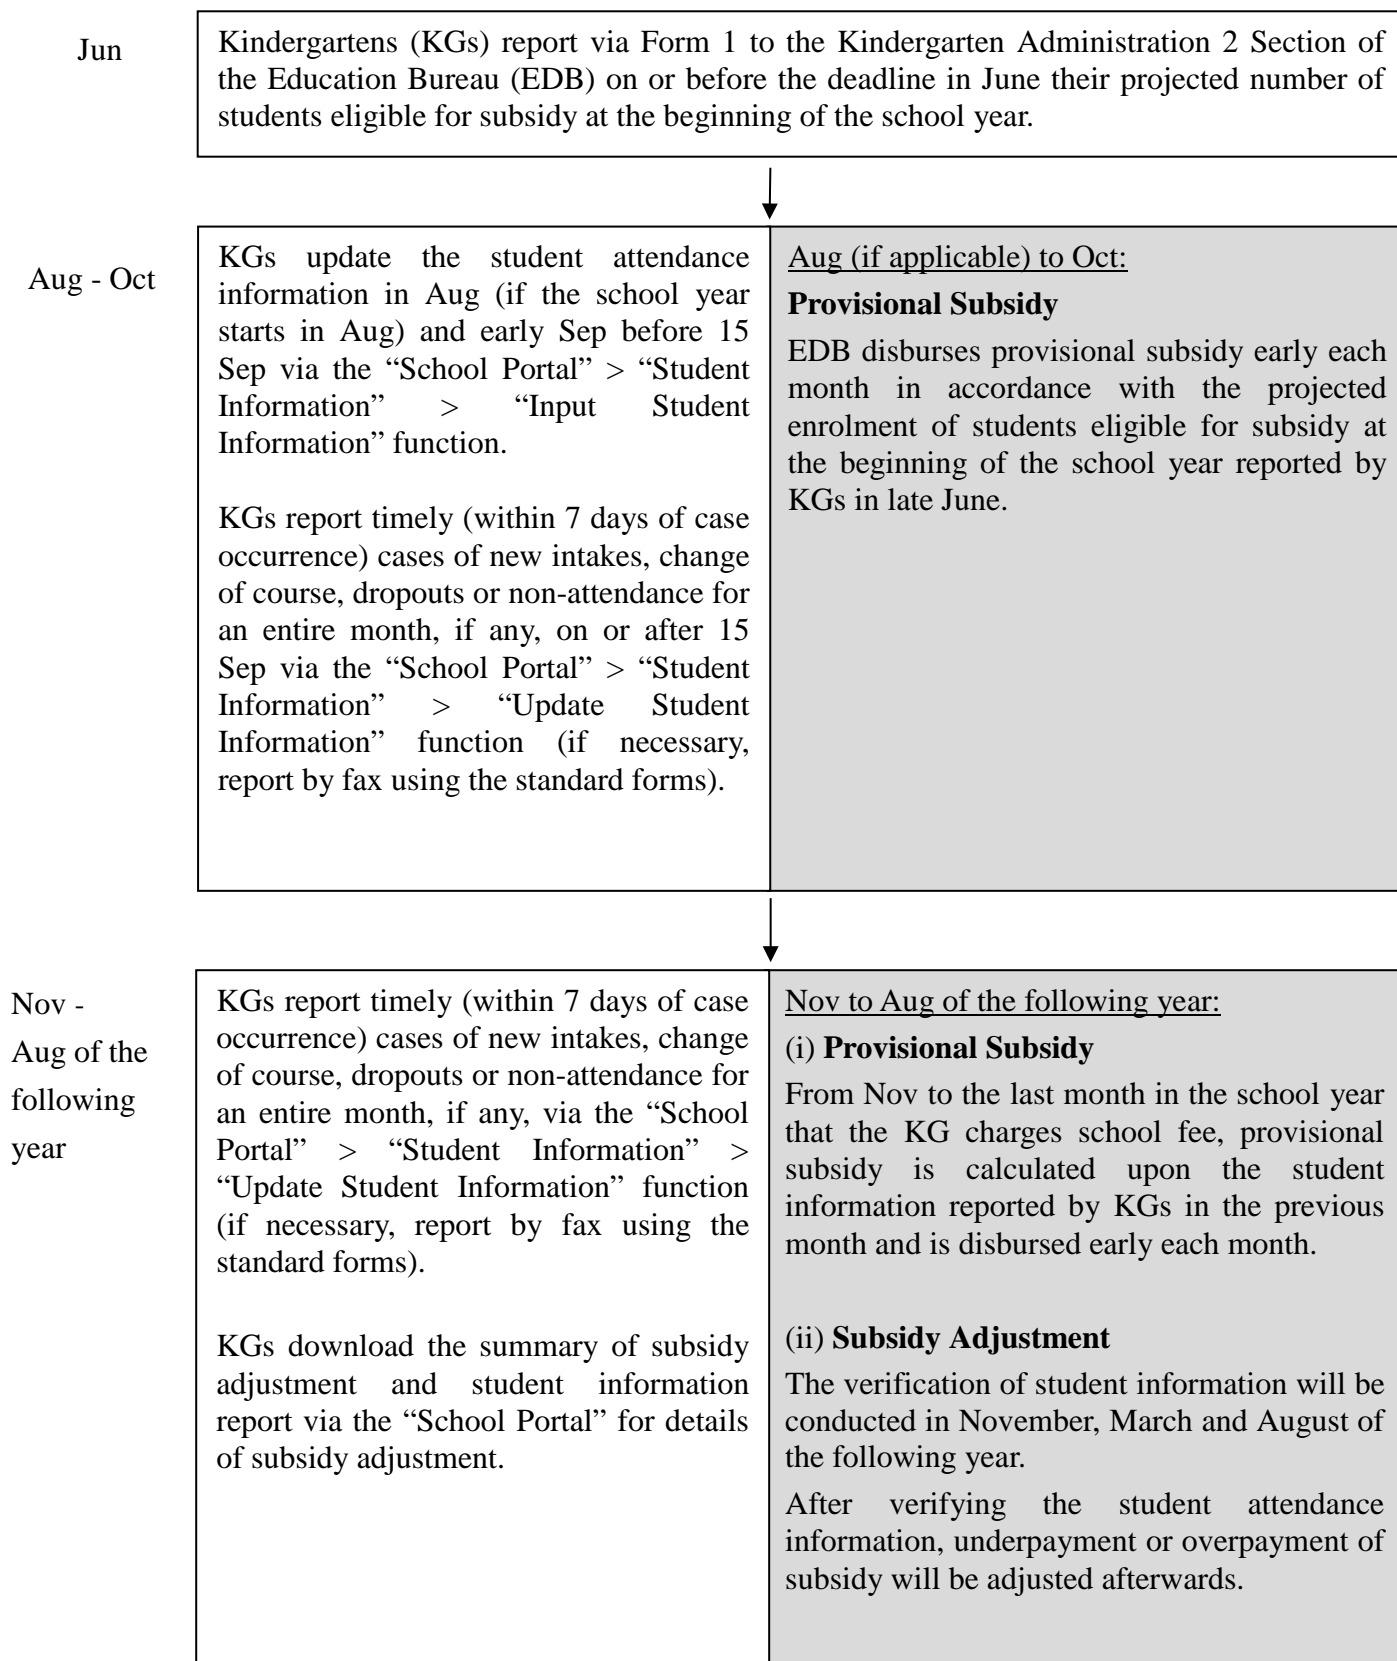 Jun
Kindergartens (KGs) report via Form 1 to the Kindergarten Administration 2 Section of
the Education Bureau (EDB) on or before the deadline in June their projected number of
students eligible for subsidy at the beginning of the school year.
Aug - Oct
KGs update the student attendance
information in Aug (if the school year
starts in Aug) and early Sep before 15
Sep via the “School Portal” > “Student
Information” > “Input Student
Information” function.
KGs report timely (within 7 days of case
occurrence) cases of new intakes, change
of course, dropouts or non-attendance for
an entire month, if any, on or after 15
Sep via the “School Portal” > “Student
Information” > “Update Student
Information” function (if necessary,
report by fax using the standard forms).
Aug (if applicable) to Oct:
Provisional Subsidy
EDB disburses provisional subsidy early each
month in accordance with the projected
enrolment of students eligible for subsidy at
the beginning of the school year reported by
KGs in late June.
Nov -
Aug of the
following
year
KGs report timely (within 7 days of case
occurrence) cases of new intakes, change
of course, dropouts or non-attendance for
an entire month, if any, via the “School
Portal” > “Student Information” >
“Update Student Information” function
(if necessary, report by fax using the
standard forms).
KGs download the summary of subsidy
adjustment and student information
report via the “School Portal” for details
of subsidy adjustment.
Nov to Aug of the following year:
(i) Provisional Subsidy
From Nov to the last month in the school year
that the KG charges school fee, provisional
subsidy is calculated upon the student
information reported by KGs in the previous
month and is disbursed early each month.
(ii) Subsidy Adjustment
The verification of student information will be
conducted in November, March and August of
the following year.
After verifying the student attendance
information, underpayment or overpayment of
subsidy will be adjusted afterwards.